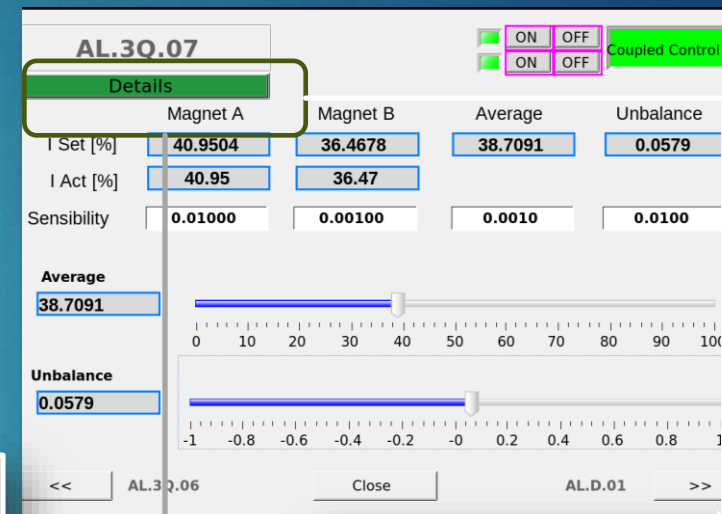 AL.3Q.07
ON OFF
ON OFF
Coupled Control
Details
Magnet A Magnet B Average Unbalance
I Set [%] 40.9504 36.4678 38.7091 0.0579
I Act [%] 40.95 36.47
Sensibility 0.01000 0.00100 0.0010 0.0100
Average
38.7091
0 10 20 30 40 50 60 70 80 90 100
Unbalance
0.0579
-1 -0.8 -0.6 -0.4 -0.2 -0 0.2 0.4 0.6 0.8 1
<< AL.3Q.06 Close AL.D.01 >>